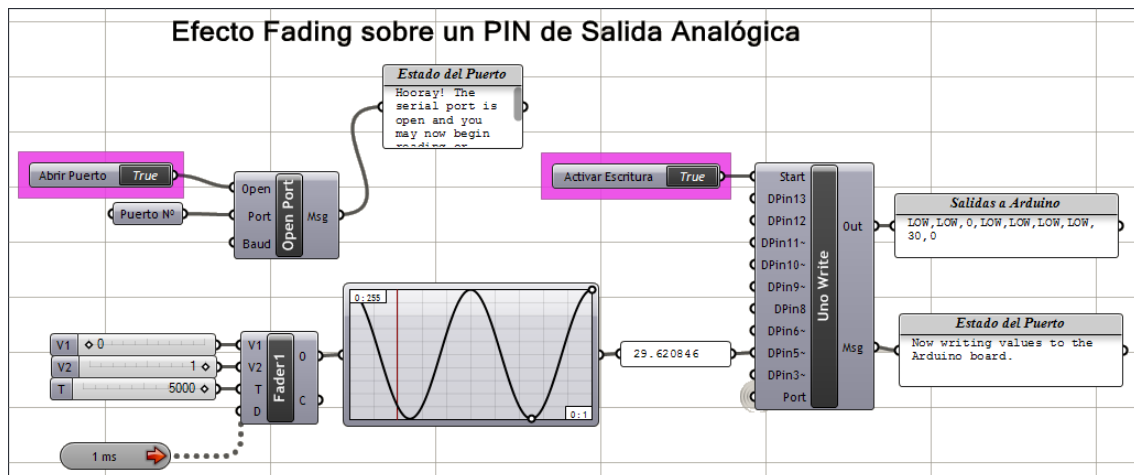 Efecto Fading sobre un PIN de Salida Analógica
Estado del Puerto
Hooray! The
serial port is
open and you
may now begin
reading or
Abrir Puerto True
Puerto Nº
Open
Port
Baud
Open Port
Msg
Activar Escritura True
Start
DPin13
DPin12
DPin11~
DPin10~
DPin9~
DPin8
DPin6~
DPin5~
DPin3~
Port
Uno Write
Out
Msg
Salidas a Arduino
LOW,LOW,0,LOW,LOW,LOW,LOW,
30,0
Estado del Puerto
Now writing values to the
Arduino board.
V1 0
V2 1
T 5000
V1
V2
T
D
Fader1
O
C
0:255
0:1
29.620846
1 ms